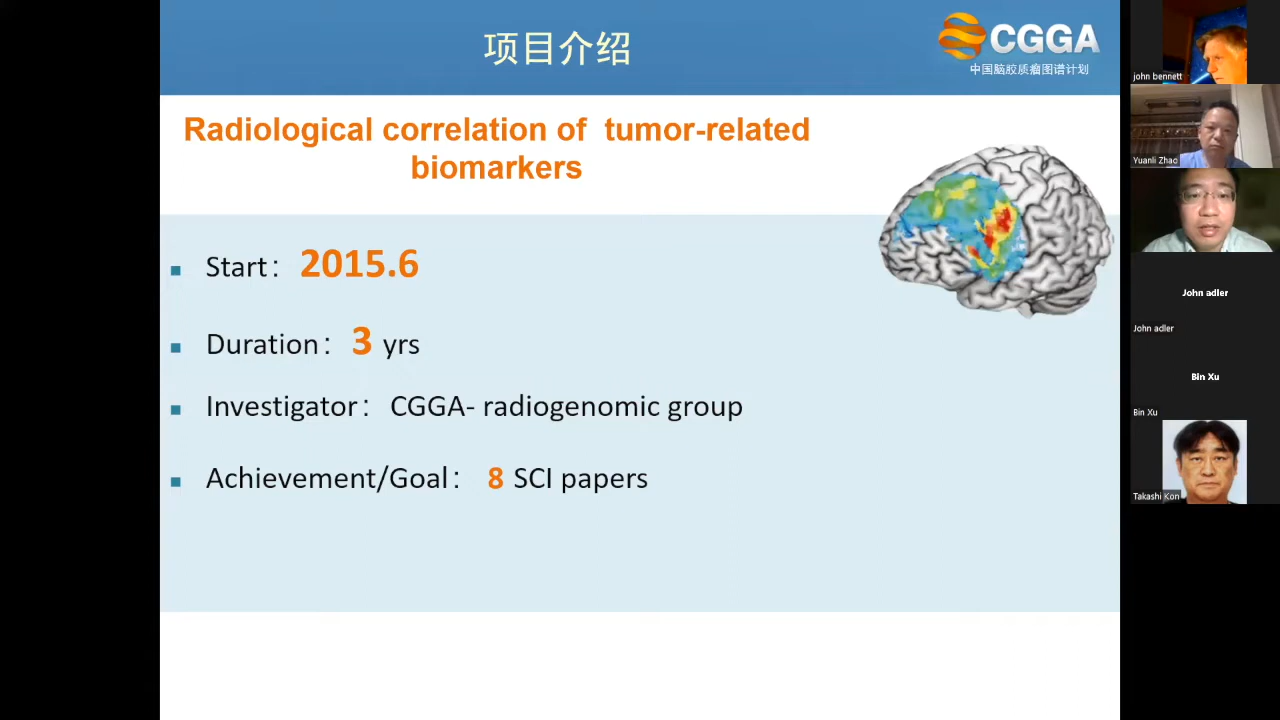 项目介绍
CGGA
中国脑胶质瘤图谱计划
Radiological correlation of tumor-related
biomarkers
Start： 2015.6
Duration： 3 yrs
Investigator： CGGA- radiogenomic group
Achievement/Goal： 8 SCI papers
john bennett
Yuanli Zhao
John adler
John adler
Bin Xu
Bin Xu
Takashi Kon